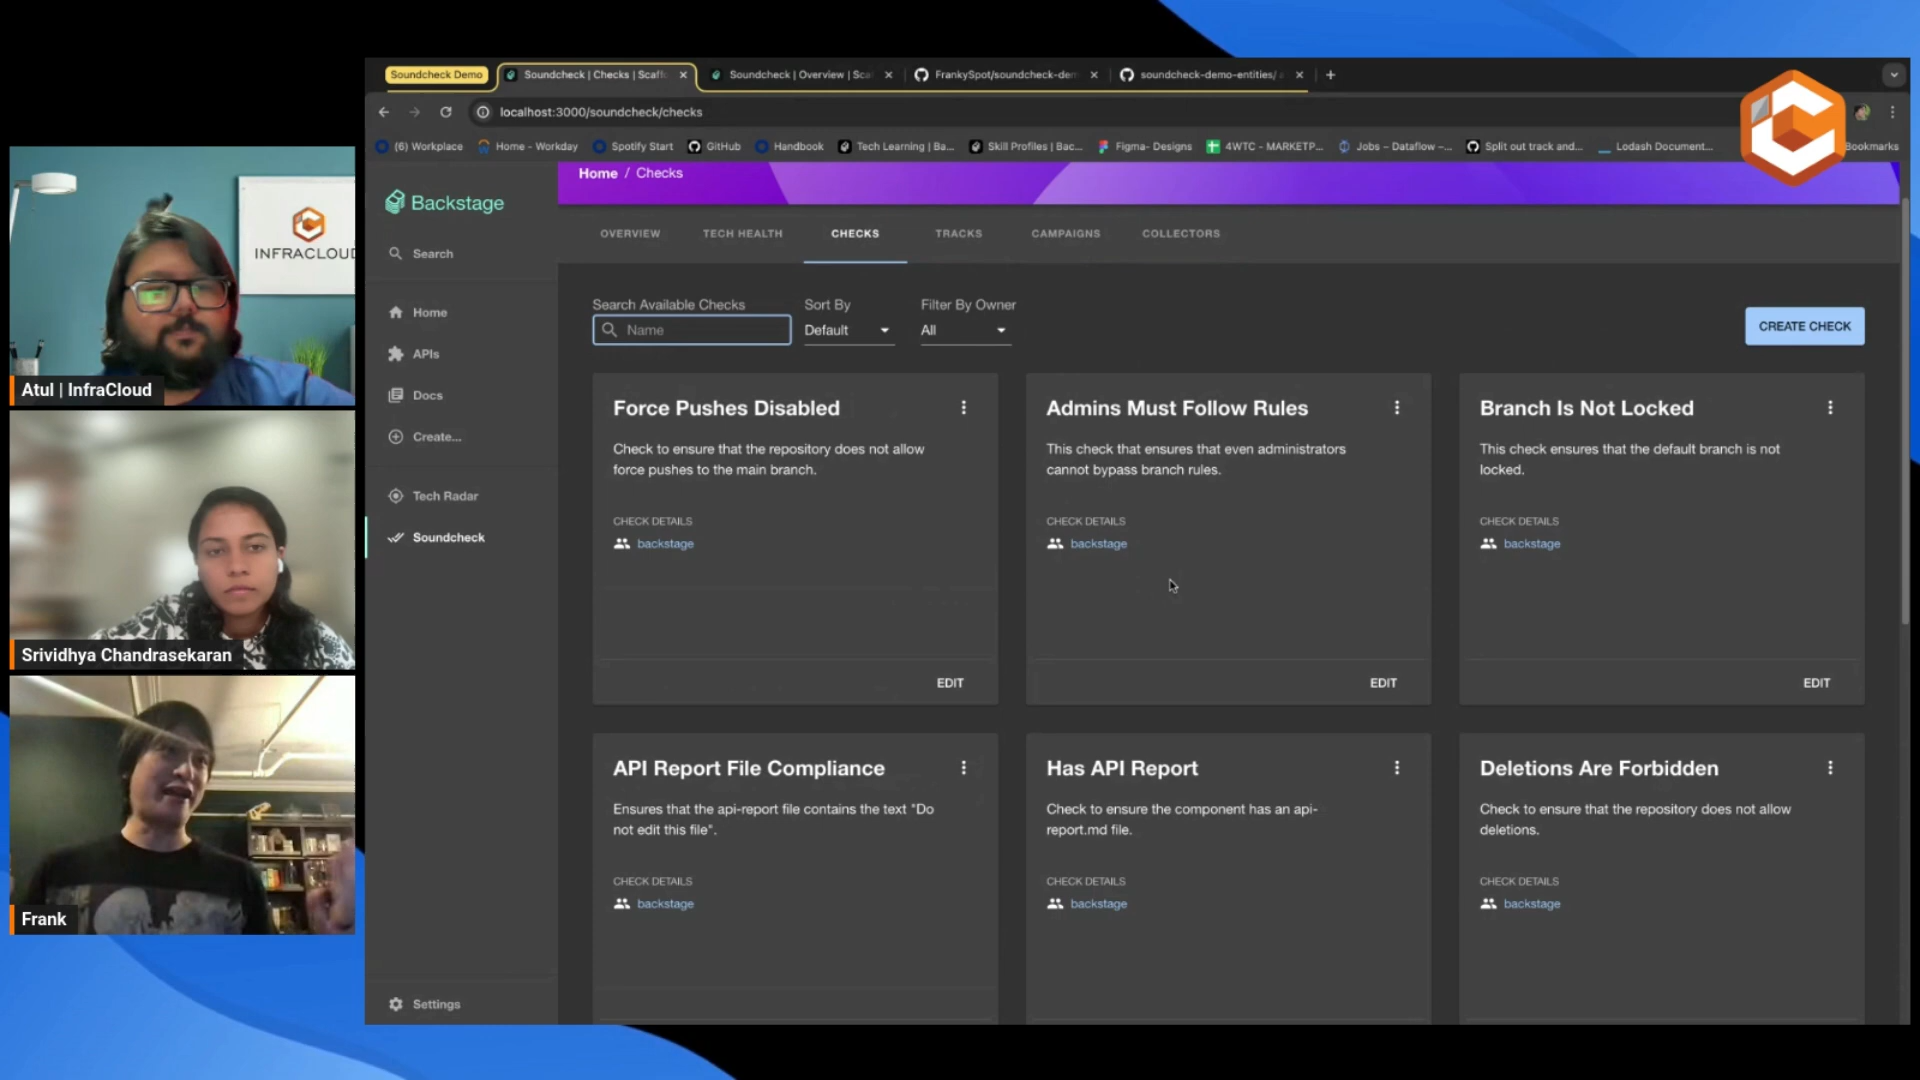 Soundcheck Demo
Soundcheck | Checks | Scaffo
Soundcheck | Overview | Sca
FrankySpot/soundcheck-dem
soundcheck-demo-entities/
localhost:3000/soundcheck/checks
(6) Workplace
Home - Workday
Spotify Start
GitHub
Handbook
Tech Learning | Ba...
Skill Profiles | Bac...
Figma- Designs
4WTC - MARKETP...
Jobs – Dataflow –...
Split out track and...
Lodash Document...
Bookmarks
Home / Checks
Backstage
Search
Home
APIs
Docs
Create...
Tech Radar
Soundcheck
Settings
OVERVIEW
TECH HEALTH
CHECKS
TRACKS
CAMPAIGNS
COLLECTORS
Search Available Checks
Name
Sort By
Default
Filter By Owner
All
CREATE CHECK
Force Pushes Disabled
Check to ensure that the repository does not allow
force pushes to the main branch.
CHECK DETAILS
backstage
EDIT
Admins Must Follow Rules
This check that ensures that even administrators
cannot bypass branch rules.
CHECK DETAILS
backstage
EDIT
Branch Is Not Locked
This check ensures that the default branch is not
locked.
CHECK DETAILS
backstage
EDIT
API Report File Compliance
Ensures that the api-report file contains the text "Do
not edit this file".
CHECK DETAILS
backstage
Has API Report
Check to ensure the component has an api-
report.md file.
CHECK DETAILS
backstage
Deletions Are Forbidden
Check to ensure that the repository does not allow
deletions.
CHECK DETAILS
backstage
INFRACLOUD
Atul | InfraCloud
Srividhya Chandrasekaran
Frank